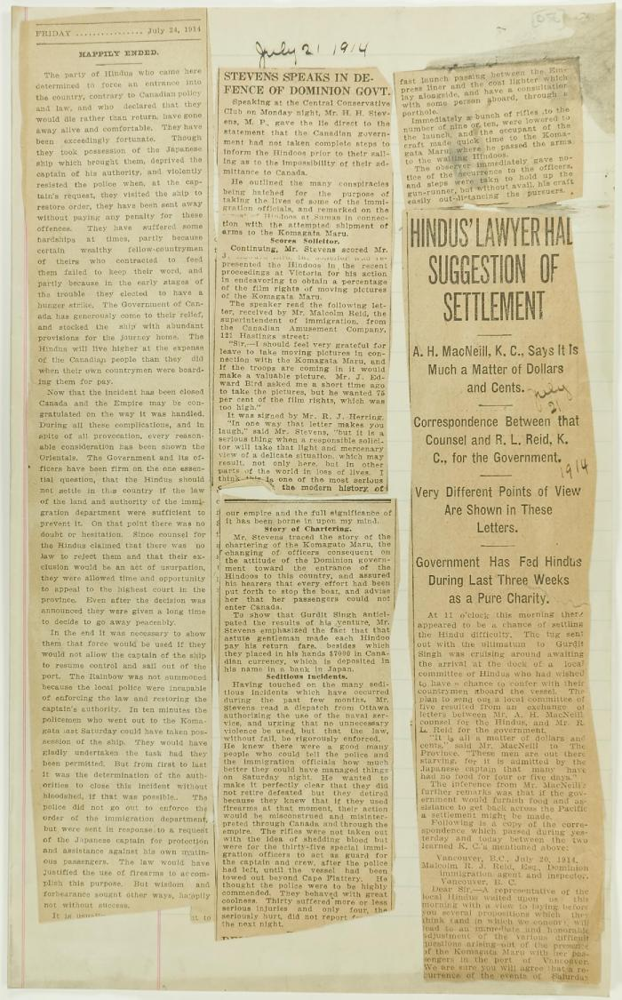 FRIDAY ................ July 24, 1914
HAPPILY ENDED.
The party of Hindus who came here
determined to force an entrance into
the country, contrary to Canadian policy
and law, and who declared that they
would die rather than return, have gone
away alive and comfortable. They have
been exceedingly fortunate. Though
they took possession of the Japanese
ship which brought them, deprived the
captain of his authority, and violently
resisted the police when, at the cap-
tain's request, they visited the ship to
restore order, they have been sent away
without paying any penalty for these
offences. They have suffered some
hardships at times, partly because
certain wealthy fellow-countrymen
of theirs who contracted to feed
them failed to keep their word, and
partly because in the early stages of
the trouble they elected to have a
hunger strike. The Government of Can-
ada has generously come to their relief,
and stocked the ship with abundant
provisions for the journey home. The
Hindus will live higher at the expense
of the Canadian people than they did
when their own countrymen were board-
ing them for pay.
Now that the incident has been closed
Canada and the Empire may be con-
gratulated on the way it was handled.
During all these complications, and in
spite of all provocation, every reason-
able consideration has been shown the
Orientals. The Government and its of-
ficers have been firm on the one essen-
tial question, that the Hindus should
not settle in this country if the law
of the land and authority of the immi-
gration department were sufficient to
prevent it. On that point there was no
doubt or hesitation. Since counsel for
the Hindus claimed that there was no
law to reject them and that their ex-
clusion would be an act of usurpation,
they were allowed time and opportunity
to appeal to the highest court in the
province. Even after the decision was
announced they were given a long time
to decide to go away peaceably.
In the end it was necessary to show
them that force would be used if they
would not allow the captain of the ship
to resume control and sail out of the
port. The Rainbow was not summoned
because the local police were incapable
of enforcing the law and restoring the
captain's authority. In ten minutes the
policemen who went out to the Koma-
gata last Saturday could have taken pos-
session of the ship. They would have
gladly undertaken the task had they
been permitted. But from first to last
it was the determination of the auth-
orities to close this incident without
bloodshed, if that was possible. The
police did not go out to enforce the
order of the immigration department,
but were sent in response to a request
of the Japanese captain for protection
and assistance against his own mutin-
ous passengers. The law would have
justified the use of firearms to accom-
plish this purpose. But wisdom and
forbearance sought other ways, happily
not without success.
It is
to
July 21 1914
STEVENS SPEAKS IN DE-
FENCE OF DOMINION GOVT.
Speaking at the Central Conservative
Club on Monday night, Mr. H. H. Stev-
ens, M. P., gave the lie direct to the
statement that the Canadian govern-
ment had not taken complete steps to
inform the Hindoos prior to their sail-
ing as to the impossibility of their ad-
mittance to Canada.
He outlined the many conspiracies
being hatched for the purpose of
taking the lives of some of the immi-
gration officials, and remarked on the
of Hindoos at Sumas in connec-
tion with the attempted shipment of
arms to the Komagata Maru.
Scores Solicitor.
Continuing, Mr. Stevens scored Mr.
J.
presented the Hindoos in the recent
proceedings at Victoria for his action
in endeavoring to obtain a percentage
of the film rights of moving pictures
of the Komagata Maru.
The speaker read the following let-
ter, received by Mr. Malcolm Reid, the
superintendent of immigration, from
the Canadian Amusement Company,
121 Hastings street:
"Sir,—I should feel very grateful for
leave to take moving pictures in con-
nection with the Komagata Maru, and
if the troops are coming in it would
make a valuable picture. Mr. J. Ed-
ward Bird asked me a short time ago
to take the pictures, but he wanted 75
per cent of the film rights, which was
too high."
It was signed by Mr. R. J. Herring.
"In one way that letter makes you
laugh," said Mr. Stevens, "but it is a
serious thing when a responsible solici-
tor will take that light and mercenary
view of a delicate situation, which may
result, not only here, but in other
parts of the world in loss of lives. I
think this is one of the most serious
the modern history of
our empire and the full significance of
it has been borne in upon my mind.
Story of Chartering.
Mr. Stevens traced the story of the
chartering of the Komagata Maru, the
changing of officers consequent on
the attitude of the Dominion govern-
ment toward the entrance of the
Hindoos to this country, and assured
his hearers that every effort had been
put forth to stop the boat, and advise
her that her passengers could not
enter Canada.
To show that Gurdit Singh antici-
pated the results of his venture, Mr.
Stevens emphasized the fact that that
astute gentleman made each Hindoo
pay his return fare, besides which
they placed in his hands $7000 in Cana-
dian currency, which is deposited in
his name in a bank in Japan.
Seditious Incidents.
Having touched on the many sedi-
tious incidents which have occurred
during the past few months, Mr.
Stevens read a dispatch from Ottawa
authorizing the use of the naval ser-
vice, and urging that no unnecessary
violence be used, but that the law,
without fail, be rigorously enforced.
He knew there were a good many
people who could tell the police and
the immigration officials how much
better they could have managed things
on Saturday night. He wanted to
make it perfectly clear that they did
not retire defeated but they retired
because they knew that if they used
firearms at that moment, their action
would be misconstrued and misinter-
preted through Canada and through the
empire. The rifles were not taken out
with the idea of shedding blood but
were for the thirty-five special immi-
gration officers to act as guard for
the captain and crew, after the police
had left, until the vessel had been
towed out beyond Cape Flattery. He
thought the police were to be highly
commended. They behaved with great
coolness. Thirty suffered more or less
serious injuries and only four, the
seriously hurt, did not report
the next night.
fast launch passing between the Em-
press liner and the coal lighter which
lay alongside, and have a consultation
with some person aboard, through a
porthole.
Immediately a bunch of rifles to the
number of nine or ten, were lowered to
the launch, and the occupant of the
craft made quick time to the Koma-
gata Maru, where he passed the arms
to the waiting Hindoos.
The observer immediately gave no-
tice of the occurrence to the officers,
and steps were takn to hold up the
gun-runner, but without avail, his craft
easily out-distancing the pursuers.
HINDUS' LAWYER HAL
SUGGESTION OF
SETTLEMENT
A. H. MacNeill, K. C., Says It Is
Much a Matter of Dollars
and Cents.
July
21
1914
Correspondence Between that
Counsel and R. L. Reid, K.
C., for the Government.
Very Different Points of View
Are Shown in These
Letters.
Government Has Fed Hindus
During Last Three Weeks
as a Pure Charity.
At 11 o'clock this morning there
appeared to be a chance of settling
the Hindu difficulty. The tug sent
out with the ultimatum to Gurdit
Singh was cruising around awaiting
the arrival at the dock of a local
committee of Hindus who had wished
to have a chance to confer with their
countrymen aboard the vessel. The
plan to send out a local committee of
five resulted from an exchange of
letters between Mr. A. H. MacNeill
counsel for the Hindus, and Mr. R.
L. Reid for the government.
"It is all a matter of dollars and
cents," said Mr. MacNeill to The
Province. "These men are out there
starving, for it is admitted by the
Japanese captain that many have
had no food for four or five days."
The inference from Mr. MacNeill's
further remarks was that if the gov-
ernment would furnish food and as-
sistance to get back across the Pacific
a settlement might be made.
Following is a copy of the corre-
spondence which passed during yes-
terday and today between the two
learned K. C.'s mentioned above:
Vancouver, B.C., July 20, 1914.
Malcolm R. J. Reid, Esq., Dominion
immigration agent and inspector,
Vancouver, B. C.
Dear Sir,—A representative of the
local Hindus waited upon us this
morning with a view to laying before
you several propositions which they
think (and in which we concur) will
lead to an immediate and honorable
adjustment of the various difficult
questions arising out of the presence
of the Komagata Maru with her pas-
sengers in the port of Vancouver.
We are sure you will agree that a re-
currence of the events of Saturday